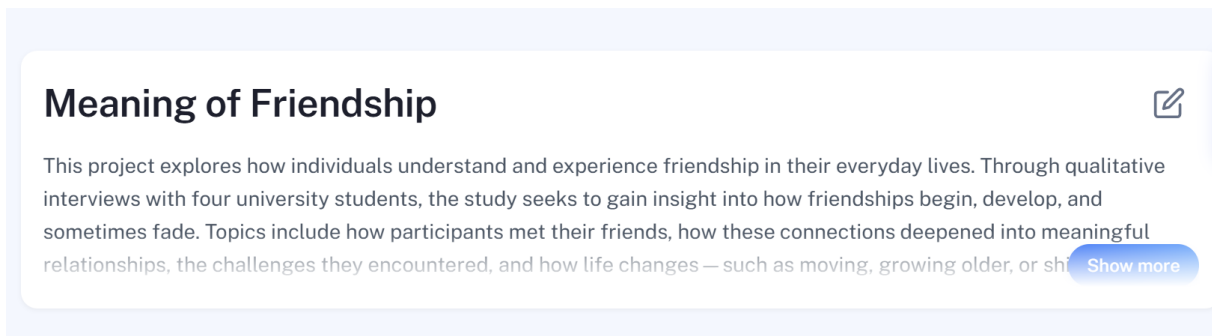 Meaning of Friendship
This project explores how individuals understand and experience friendship in their everyday lives. Through qualitative
interviews with four university students, the study seeks to gain insight into how friendships begin, develop, and
sometimes fade. Topics include how participants met their friends, how these connections deepened into meaningful
relationships, the challenges they encountered, and how life changes — such as moving, growing older, or
Show more